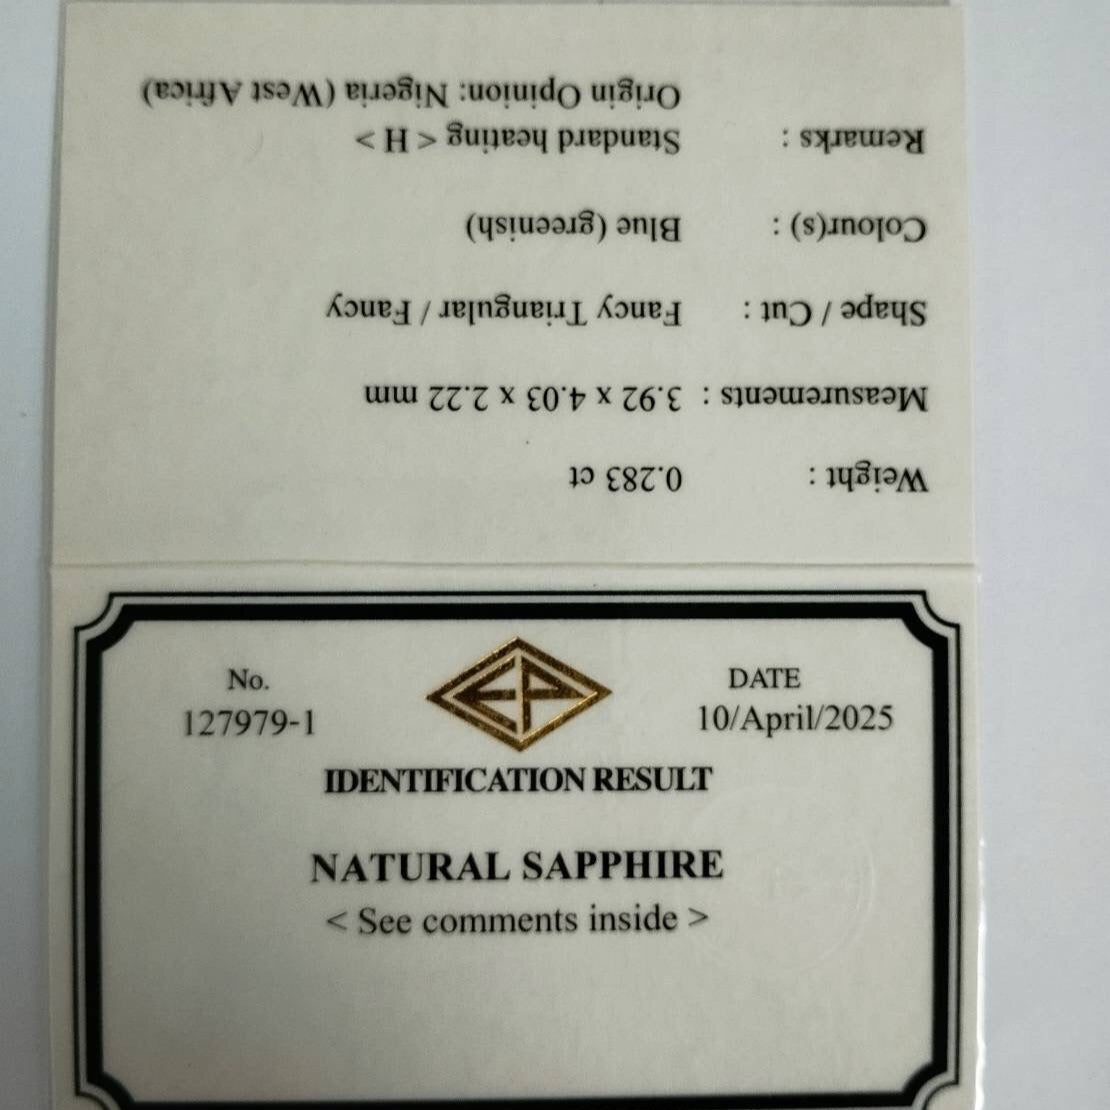 No.
127979-1
EP
DATE
10/April/2025
IDENTIFICATION RESULT
NATURAL SAPPHIRE
< See comments inside >
Weight : 0.283 ct
Measurements : 3.92 x 4.03 x 2.22 mm
Shape / Cut : Fancy Triangular / Fancy
Colour(s) : Blue (greenish)
Remarks : Standard heating < H >
Origin Opinion: Nigeria (West Africa)